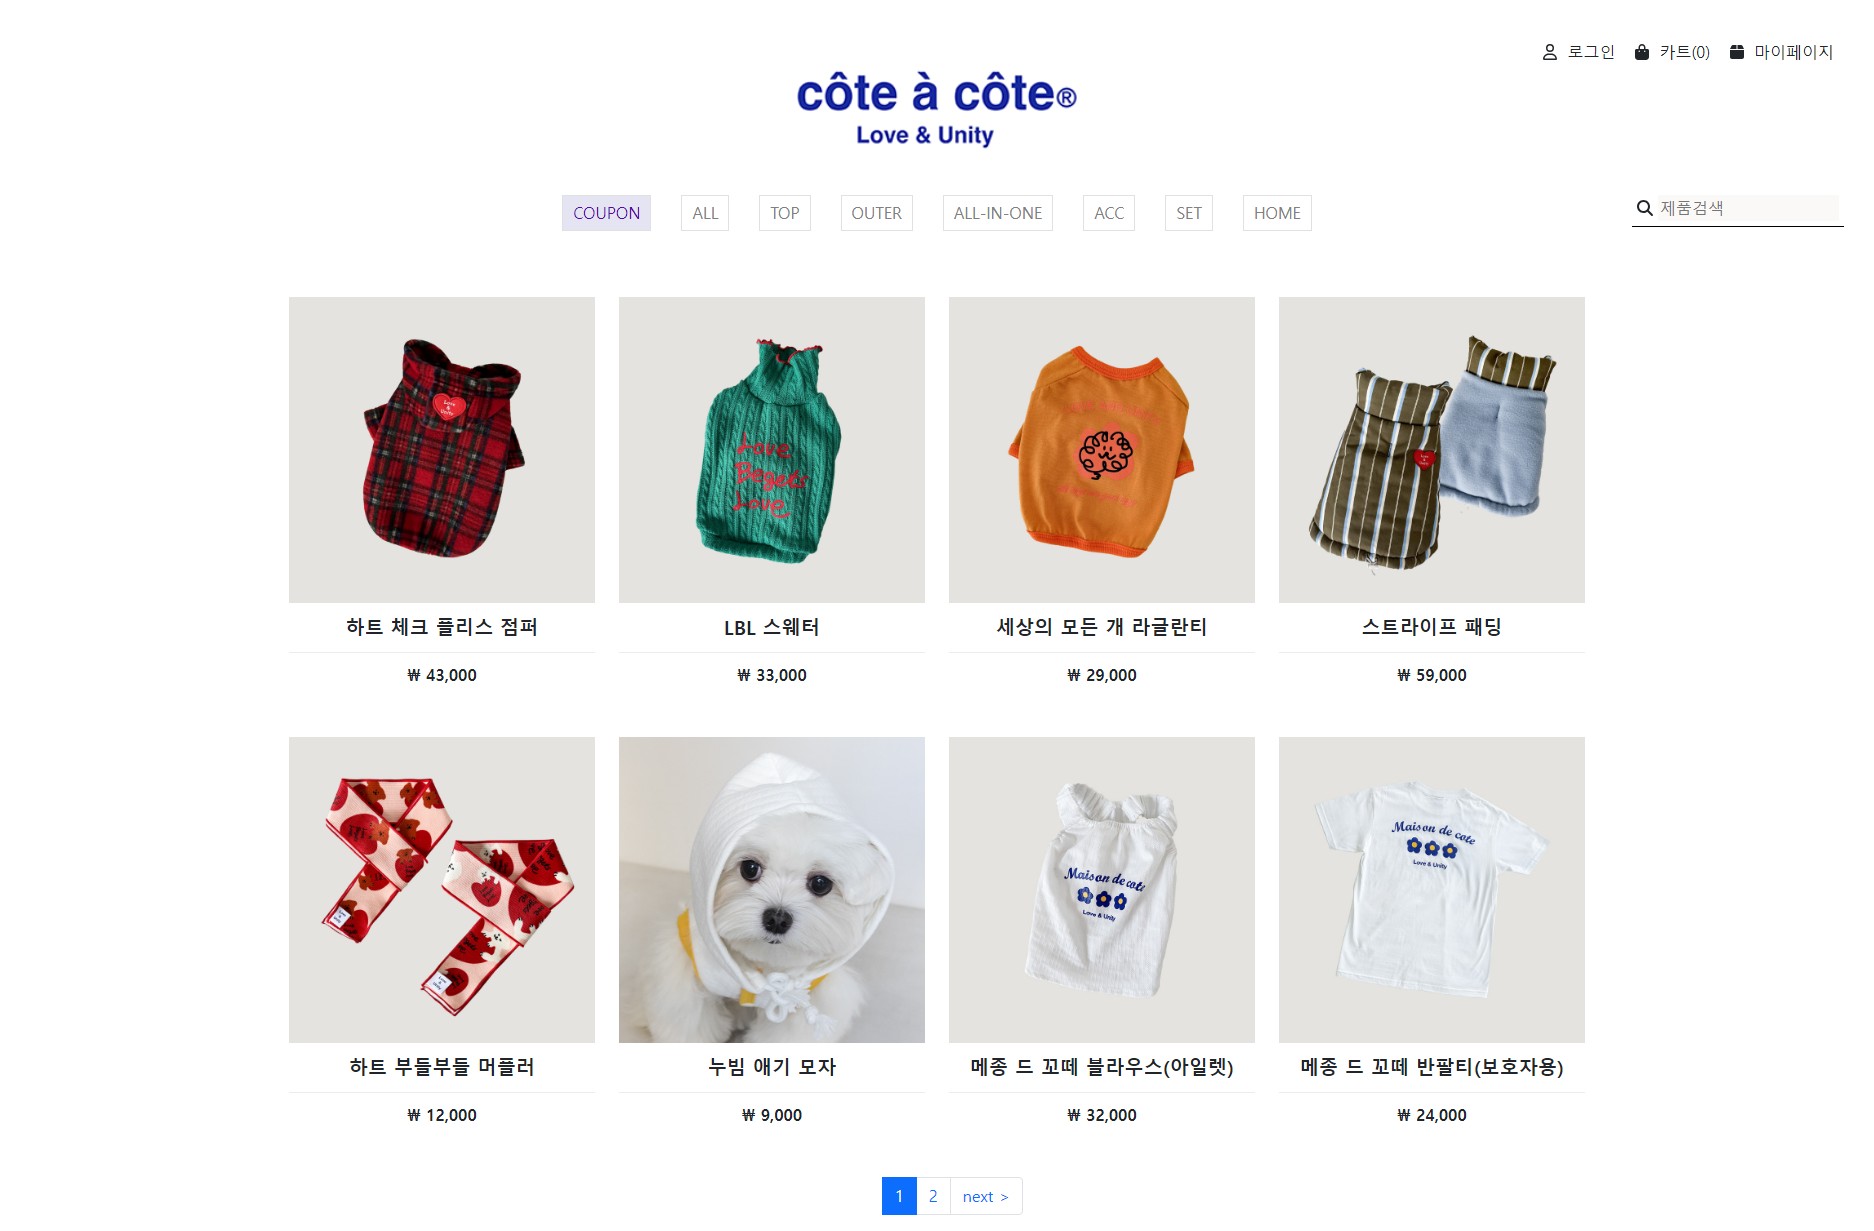 로그인 카트(0) 마이페이지
côte à côte®
Love & Unity
COUPON ALL TOP OUTER ALL-IN-ONE ACC SET HOME
제품검색
Love
&
Unity
Love
Begets
Love
하트 체크 플리스 점퍼
LBL 스웨터
세상의 모든 개 라글란티
스트라이프 패딩
₩ 43,000
₩ 33,000
₩ 29,000
₩ 59,000
Maison de cote
Love & Unity
Maison de cote
Love & Unity
하트 부들부들 머플러
누빔 애기 모자
메종 드 꼬떼 블라우스(아일렛)
메종 드 꼬떼 반팔티(보호자용)
₩ 12,000
₩ 9,000
₩ 32,000
₩ 24,000
1 2 next >